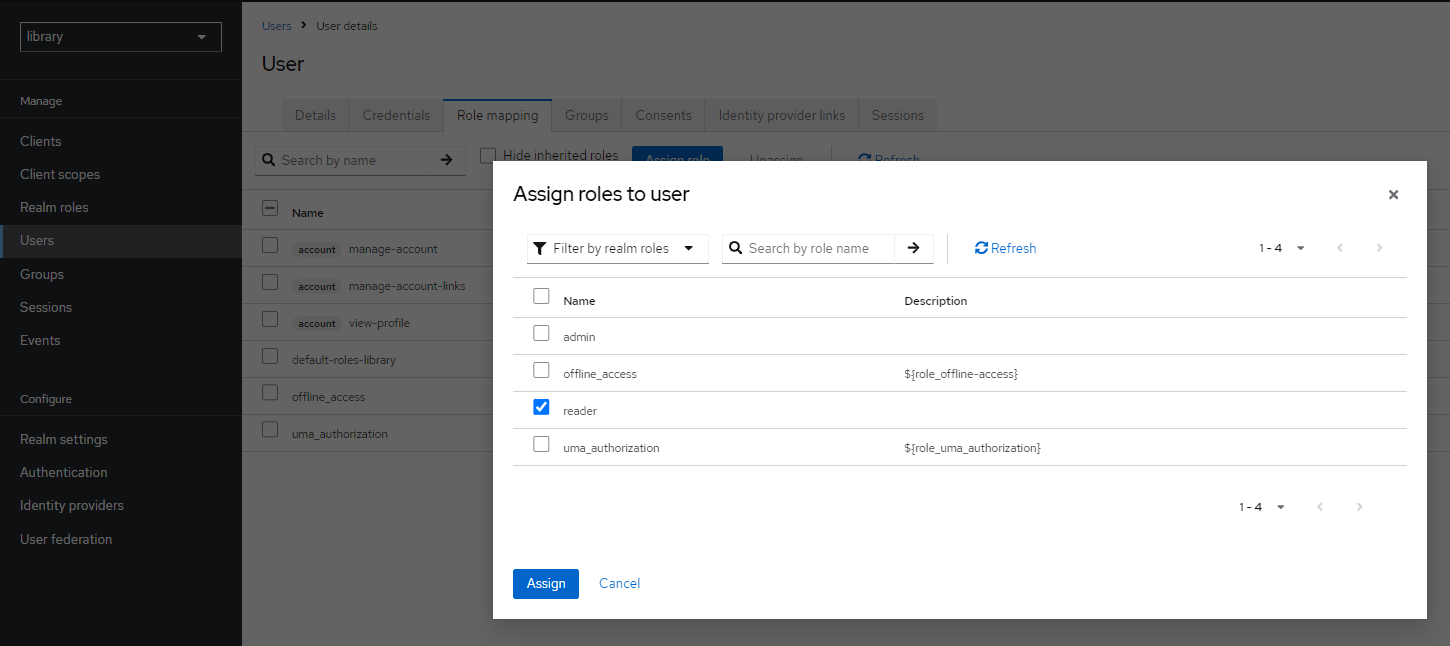 library
Manage
Clients
Client scopes
Realm roles
Users
Groups
Sessions
Events
Configure
Realm settings
Authentication
Identity providers
User federation
Users > User details
User
Details Credentials Role mapping Groups Consents Identity provider links Sessions
Search by name Hide inherited roles Assign role Unassign Refresh
Name
account manage-account
account manage-account-links
account view-profile
default-roles-library
offline_access
uma_authorization
Assign roles to user
Filter by realm roles Search by role name Refresh 1 - 4
Name Description
admin
offline_access ${role_offline-access}
reader
uma_authorization ${role_uma_authorization}
1 - 4
Assign Cancel